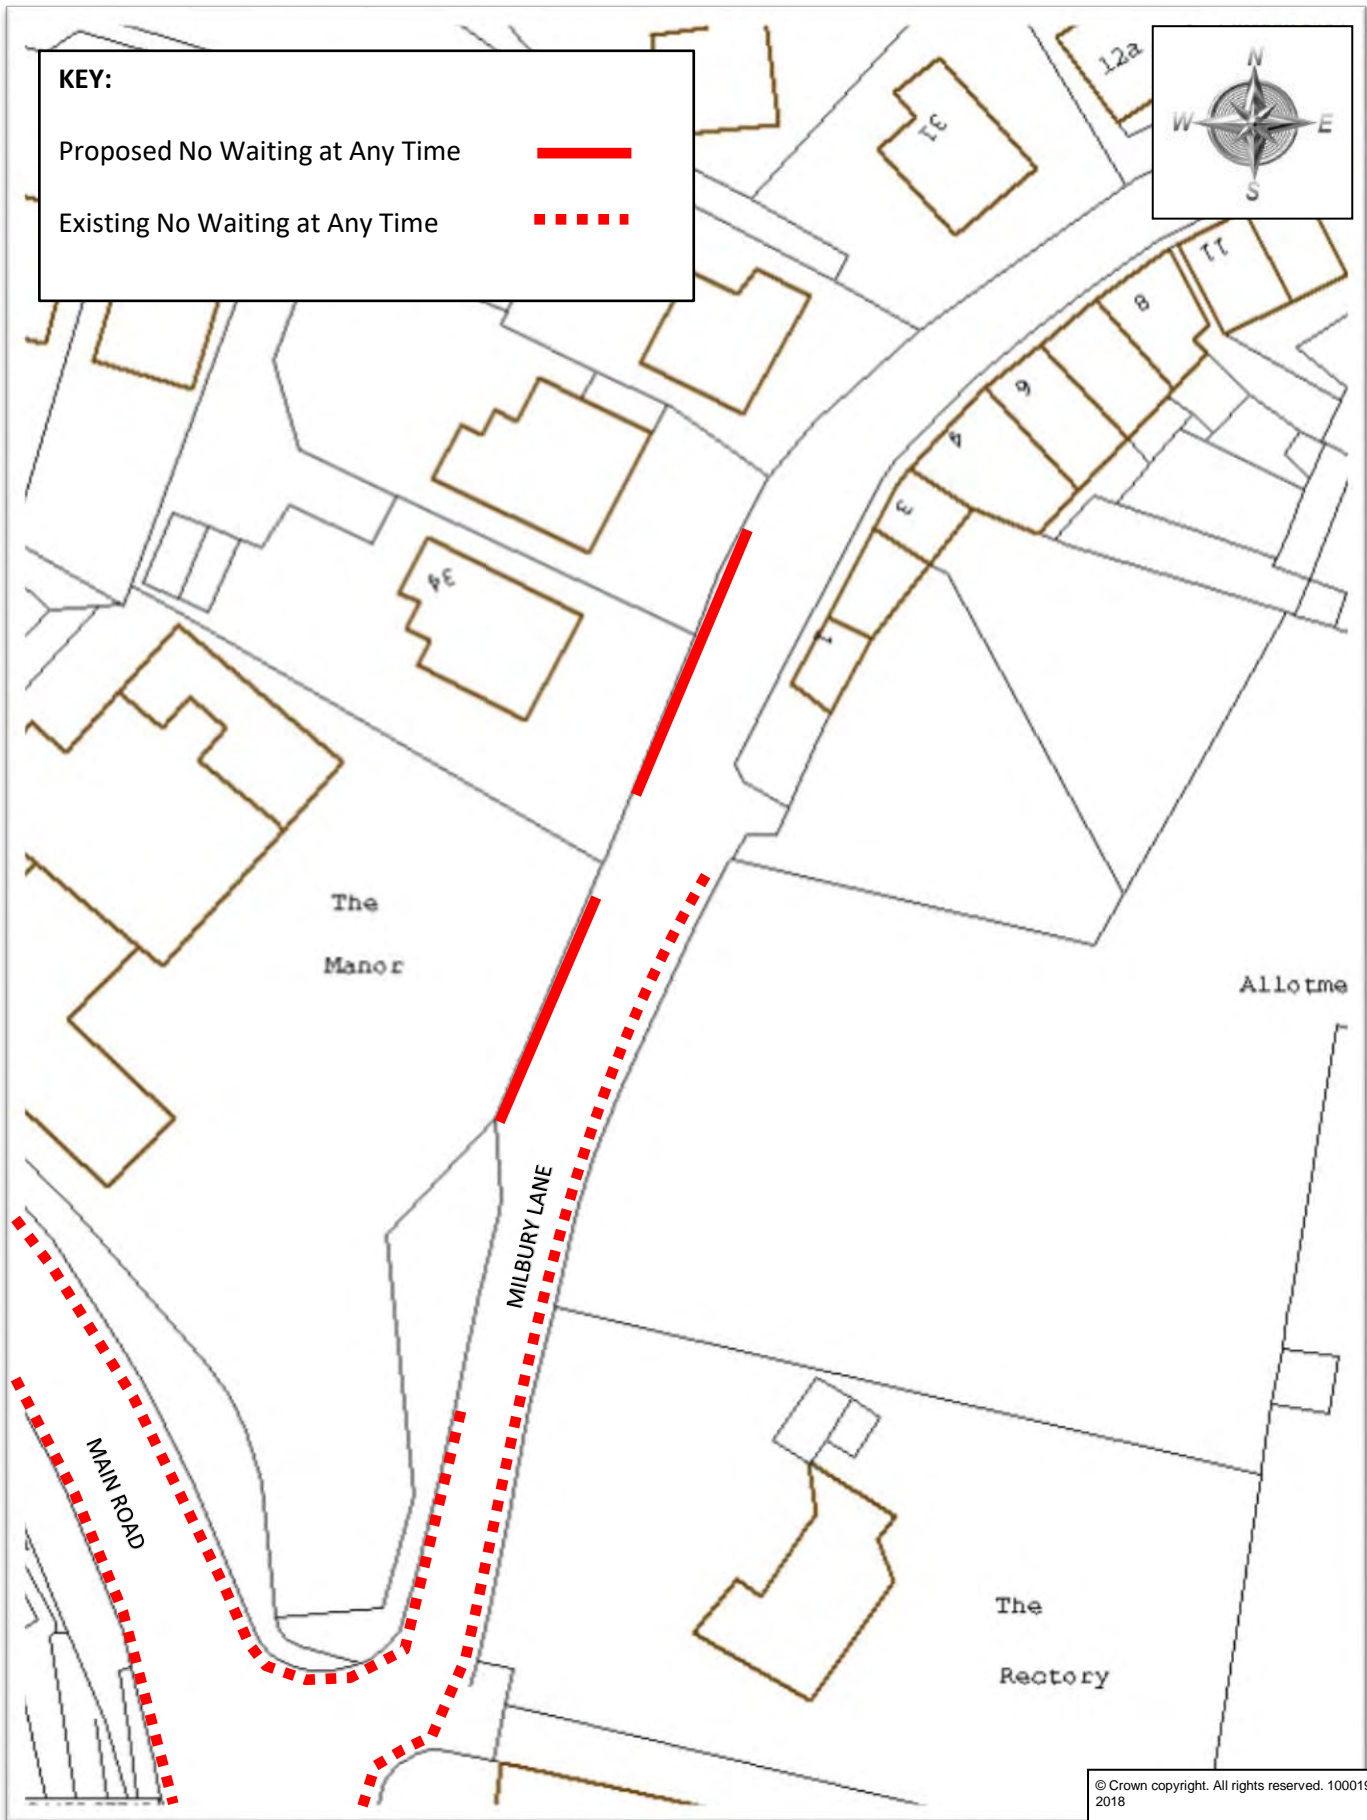 KEY:
Proposed No Waiting at Any Time
Existing No Waiting at Any Time
N
W E
S
12a
31
11
8
6
4
3
1
34
The
Manor
Allotme
MILBURY LANE
MAIN ROAD
The
Rectory
© Crown copyright. All rights reserved. 100019
2018